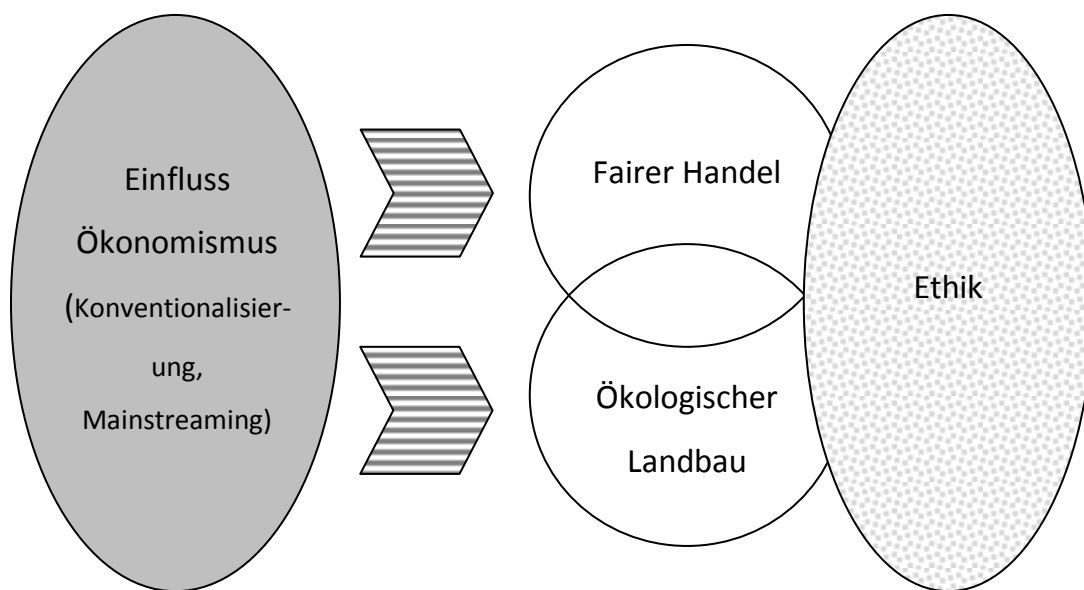 Einfluss
Ökonomismus
(Konventionalisier-
ung,
Mainstreaming)
Fairer Handel
Ökologischer
Landbau
Ethik